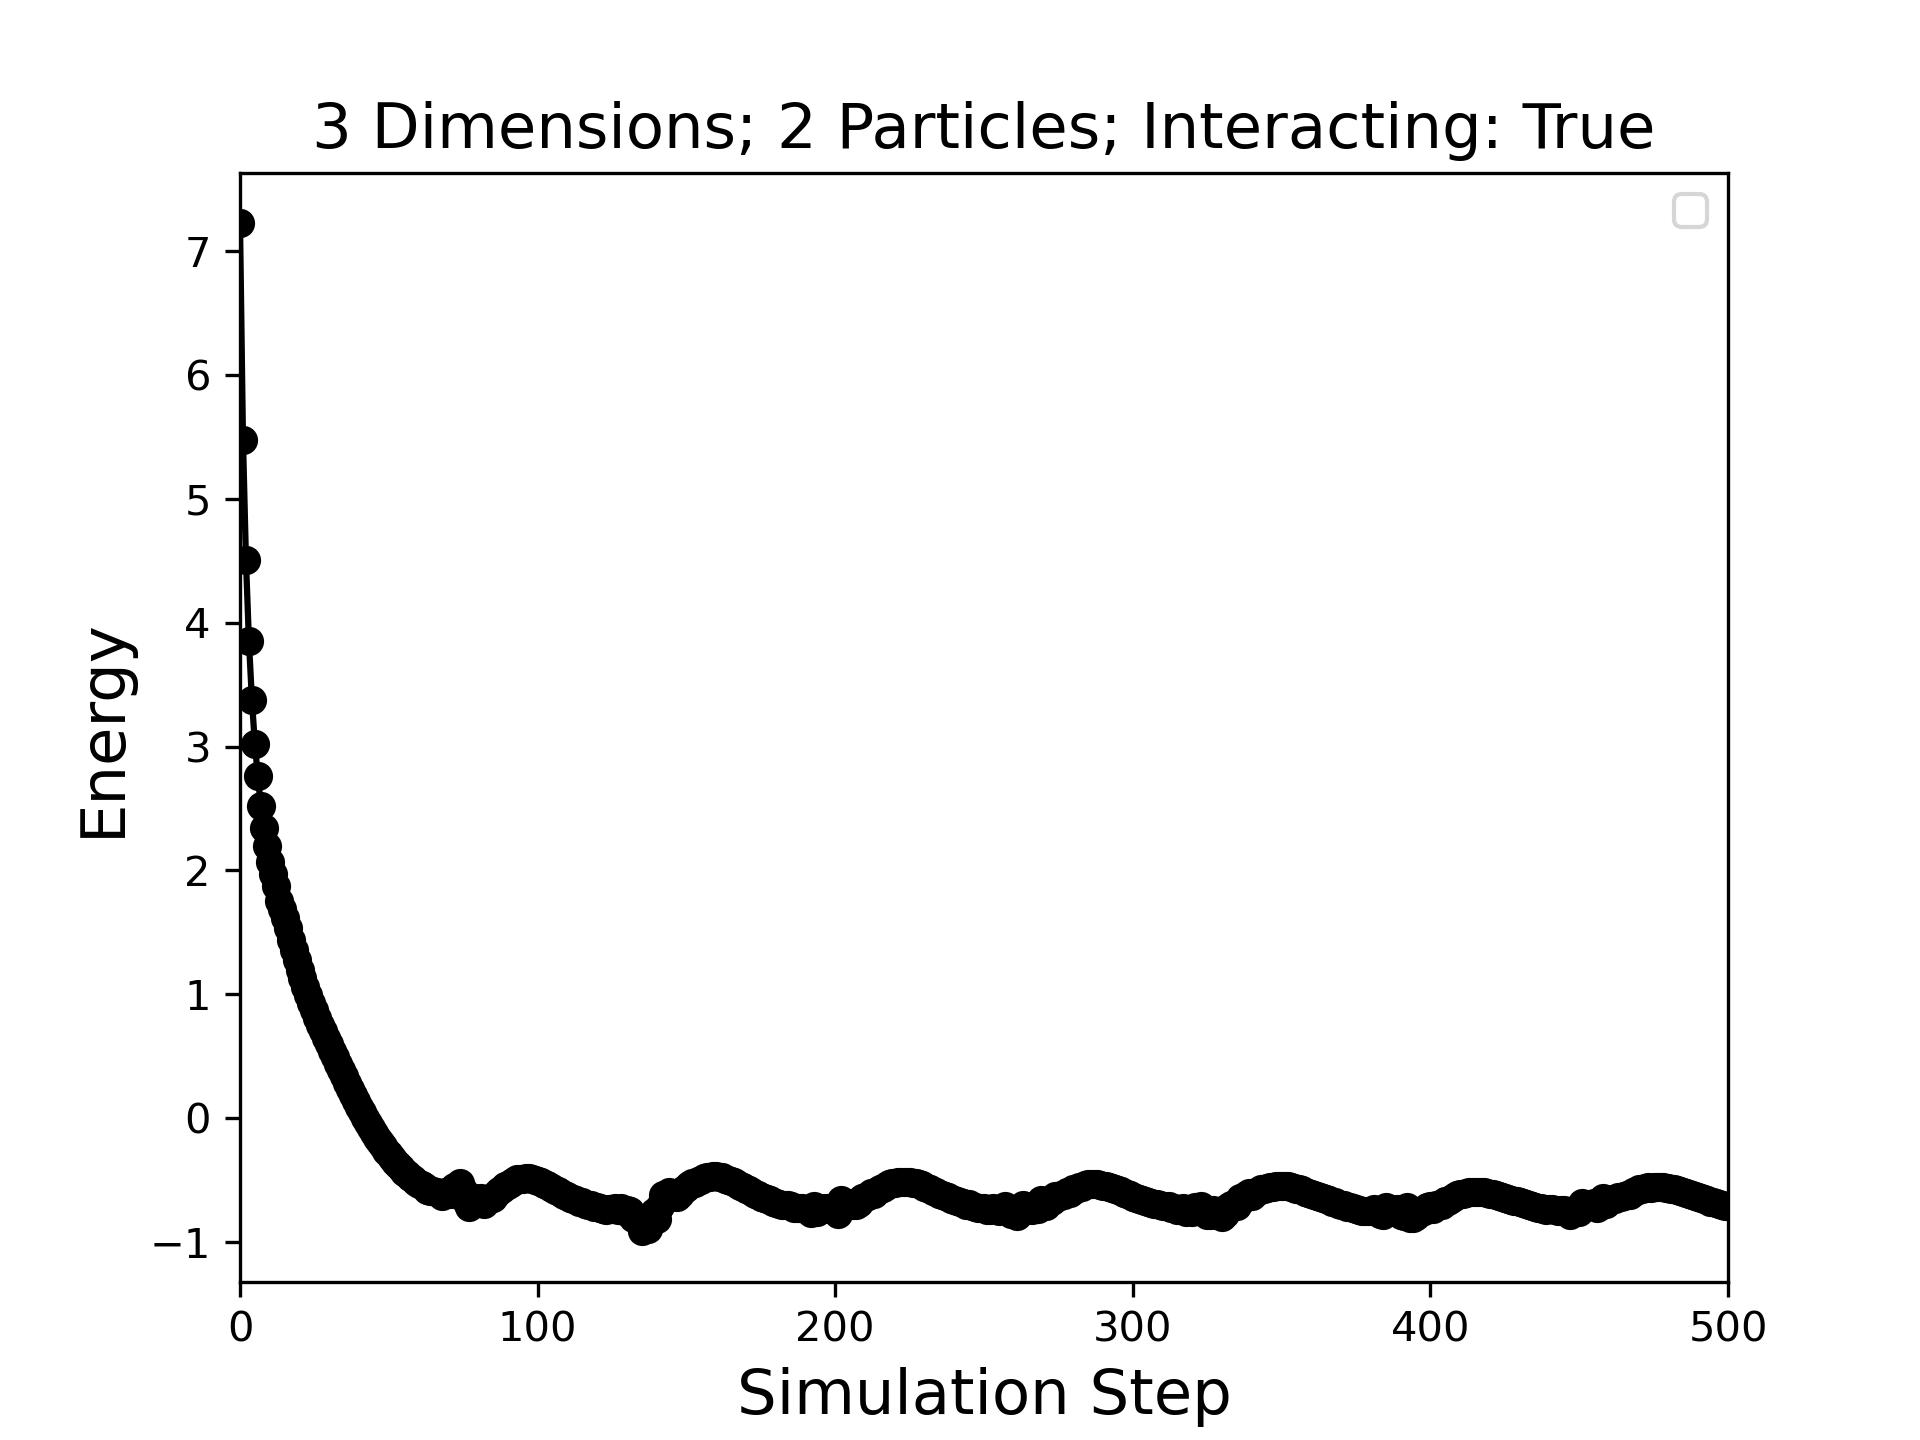 3 Dimensions; 2 Particles; Interacting: True
7
6
5
4
3
2
1
0
−1
Energy
0 100 200 300 400 500
Simulation Step